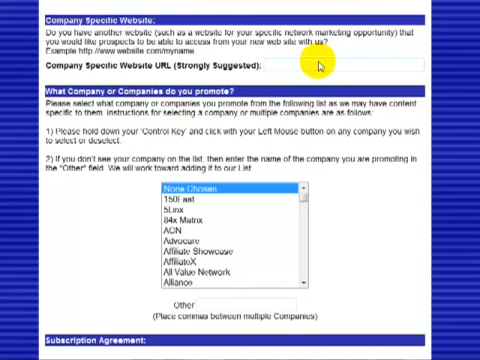 Company Specific Website:
Do you have another website (such as a website for your specific network marketing opportunity) that
you would like prospects to be able to access from your new web site with us?
Example http://www.website.com/myname
Company Specific Website URL (Strongly Suggested):
What Company or Companies do you promote?
Please select what company or companies you promote from the following list as we may have content
specific to them. Instructions for selecting a company or multiple companies are as follows:
1) Please hold down your 'Control Key' and click with your Left Mouse button on any company you wish
to select or deselect.
2) If you don't see your company on the list, then enter the name of the company you are promoting in
the "Other" field. We will work toward adding it to our List.
None Chosen
150Fast
5Linx
84x Matrix
ACN
Advocare
Affiliate Showcase
AffiliateX
All Value Network
Alliance
Other
(Place commas between multiple Companies)
Subscription Agreement: